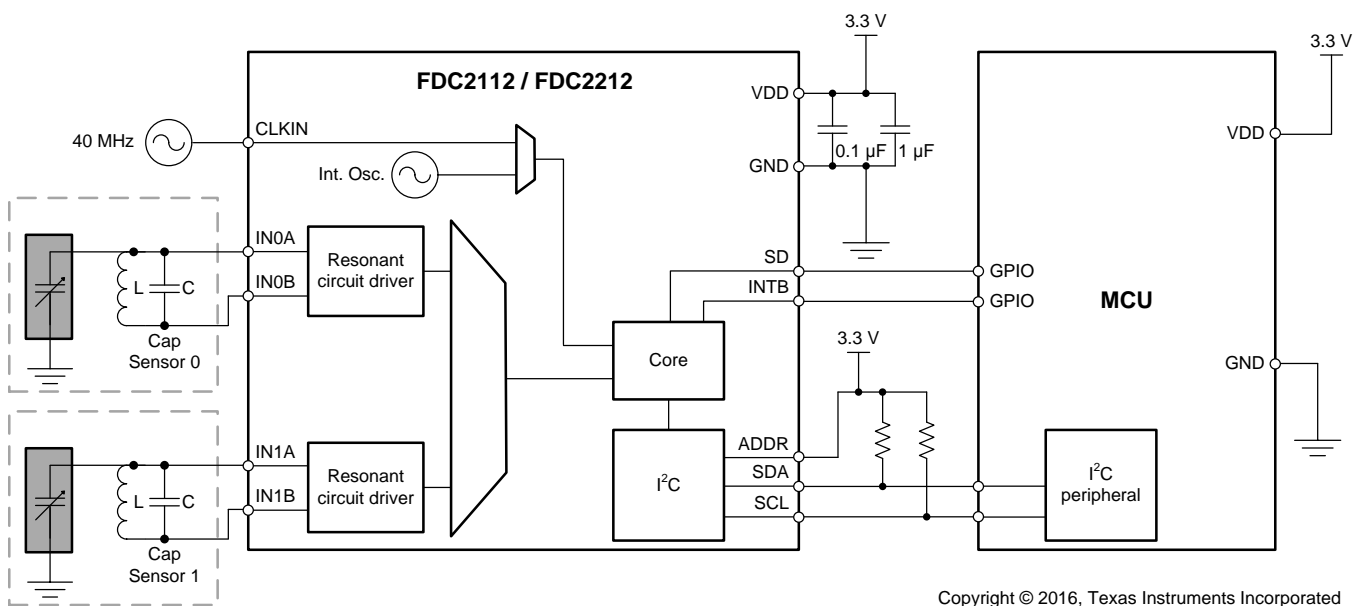 3.3 V
3.3 V
FDC2112 / FDC2212
VDD
CLKIN
40 MHz
VDD
0.1 µF
1 µF
Int. Osc.
GND
IN0A
Resonant
circuit driver
SD
GPIO
L
C
IN0B
INTB
GPIO
MCU
Cap
Sensor 0
Core
3.3 V
GND
ADDR
IN1A
Resonant
circuit driver
I²C
SDA
I²C
peripheral
L
C
IN1B
SCL
Cap
Sensor 1
Copyright © 2016, Texas Instruments Incorporated